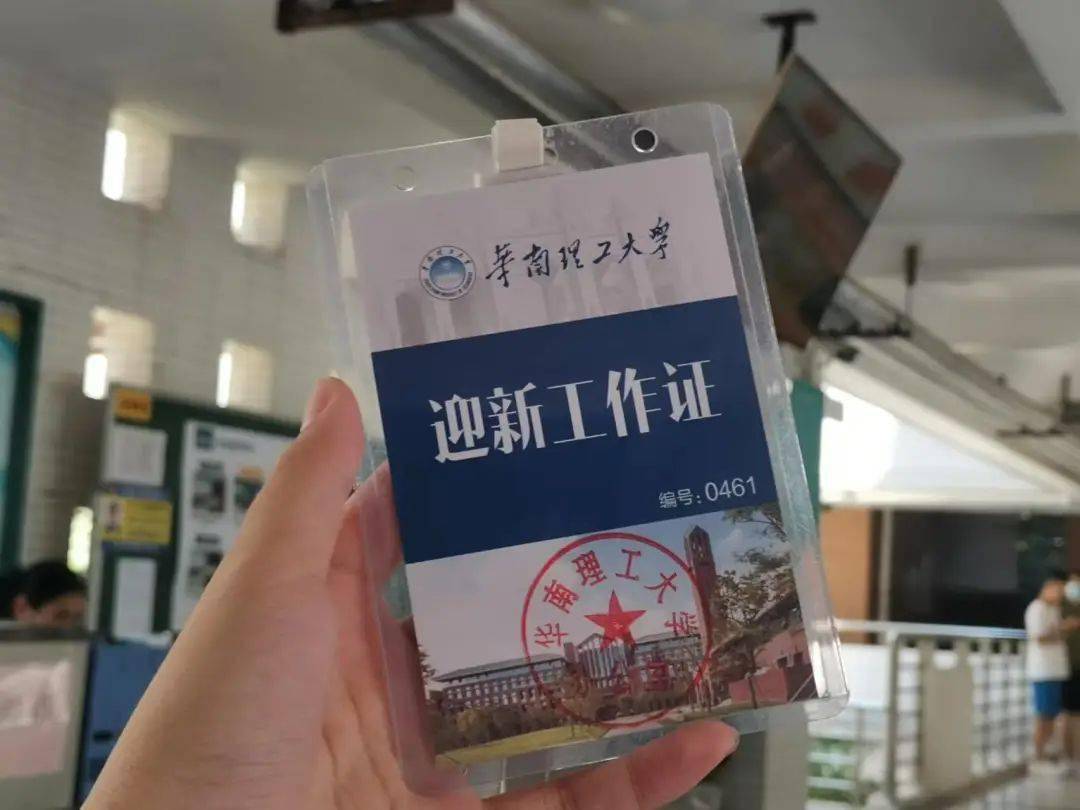 華南理工大學
迎新工作证
编号:0461
华南理工大学